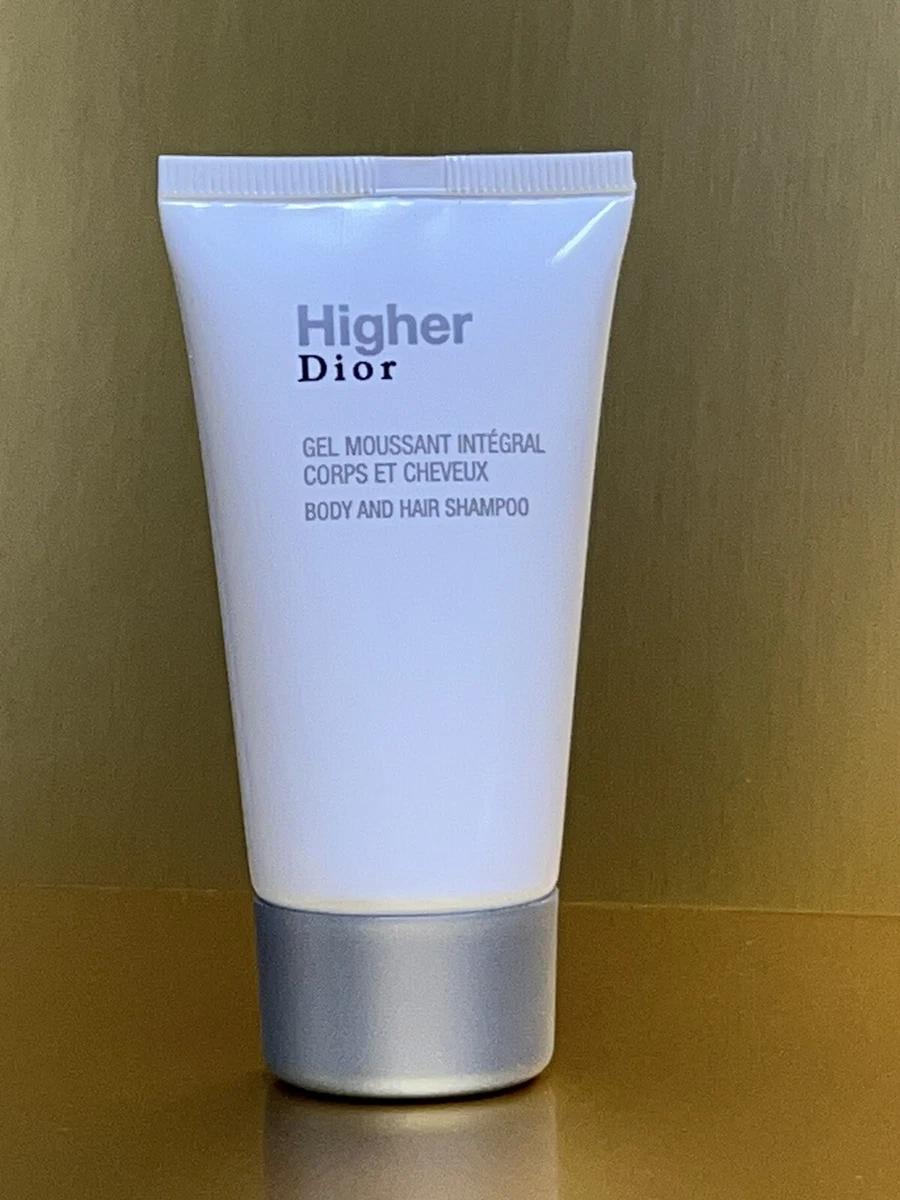 Higher
Dior
GEL MOUSSANT INTÉGRAL
CORPS ET CHEVEUX
BODY AND HAIR SHAMPOO